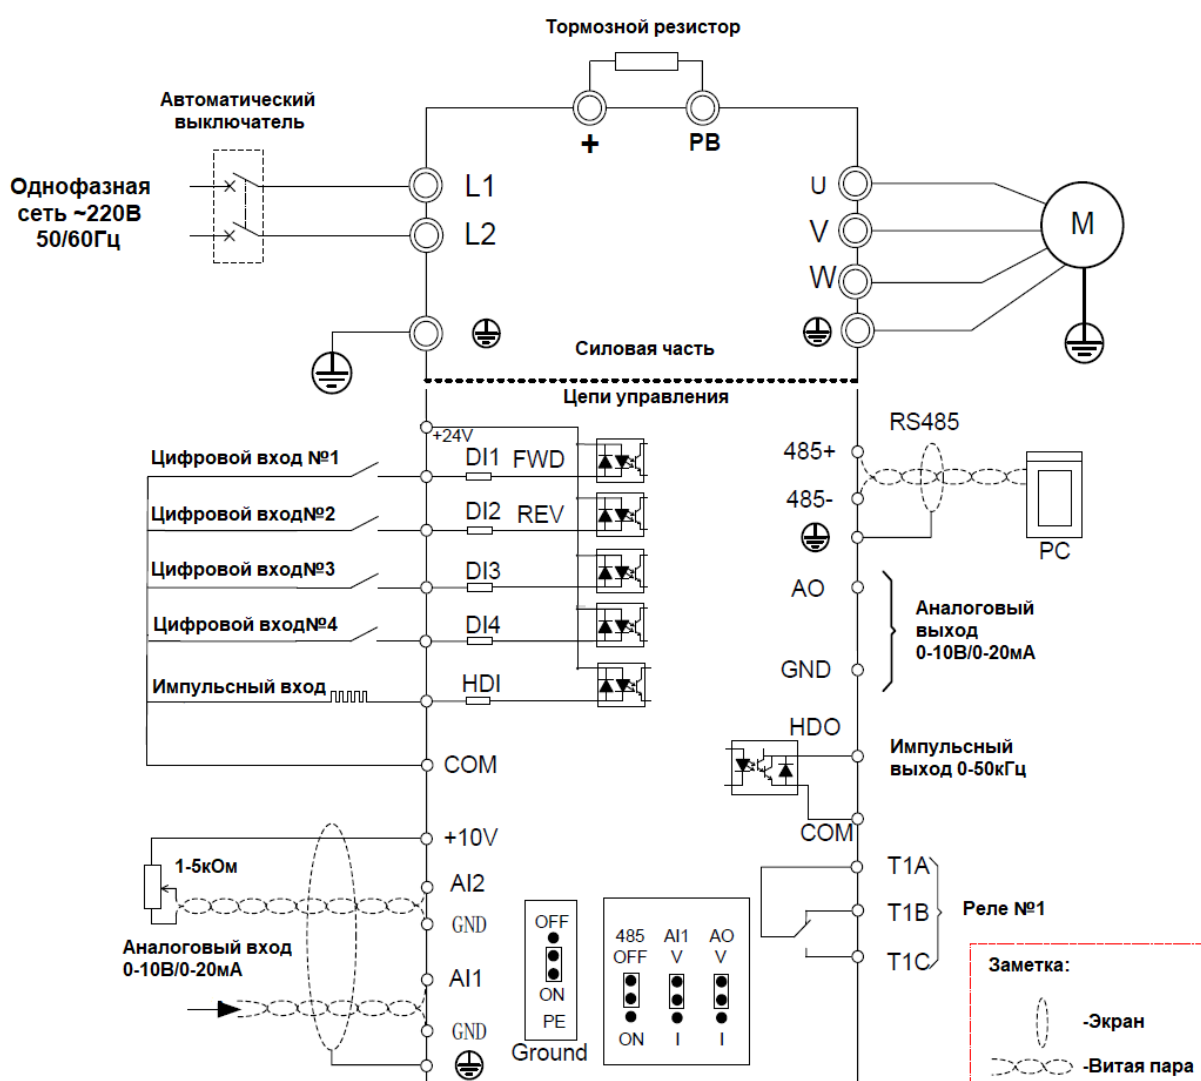 Тормозной резистор
Автоматический
выключатель
+
PB
Однофазная
сеть ~220В
50/60Гц
L1
L2
U
V
W
M
Силовая часть
Цепи управления
+24V
Цифровой вход №1
DI1 FWD
Цифровой вход№2
DI2 REV
Цифровой вход№3
DI3
Цифровой вход№4
DI4
Импульсный вход
HDI
COM
RS485
485+
485-
PC
AO
Аналоговый
выход
0-10В/0-20мА
GND
HDO
Импульсный
выход 0-50кГц
COM
+10V
1-5кОм
AI2
GND
Аналоговый вход
0-10В/0-20мА
AI1
GND
OFF
ON
PE
Ground
485 AI1 AO
OFF V V
ON I I
T1A
T1B
T1C
Реле №1
Заметка:
-Экран
-Витая пара